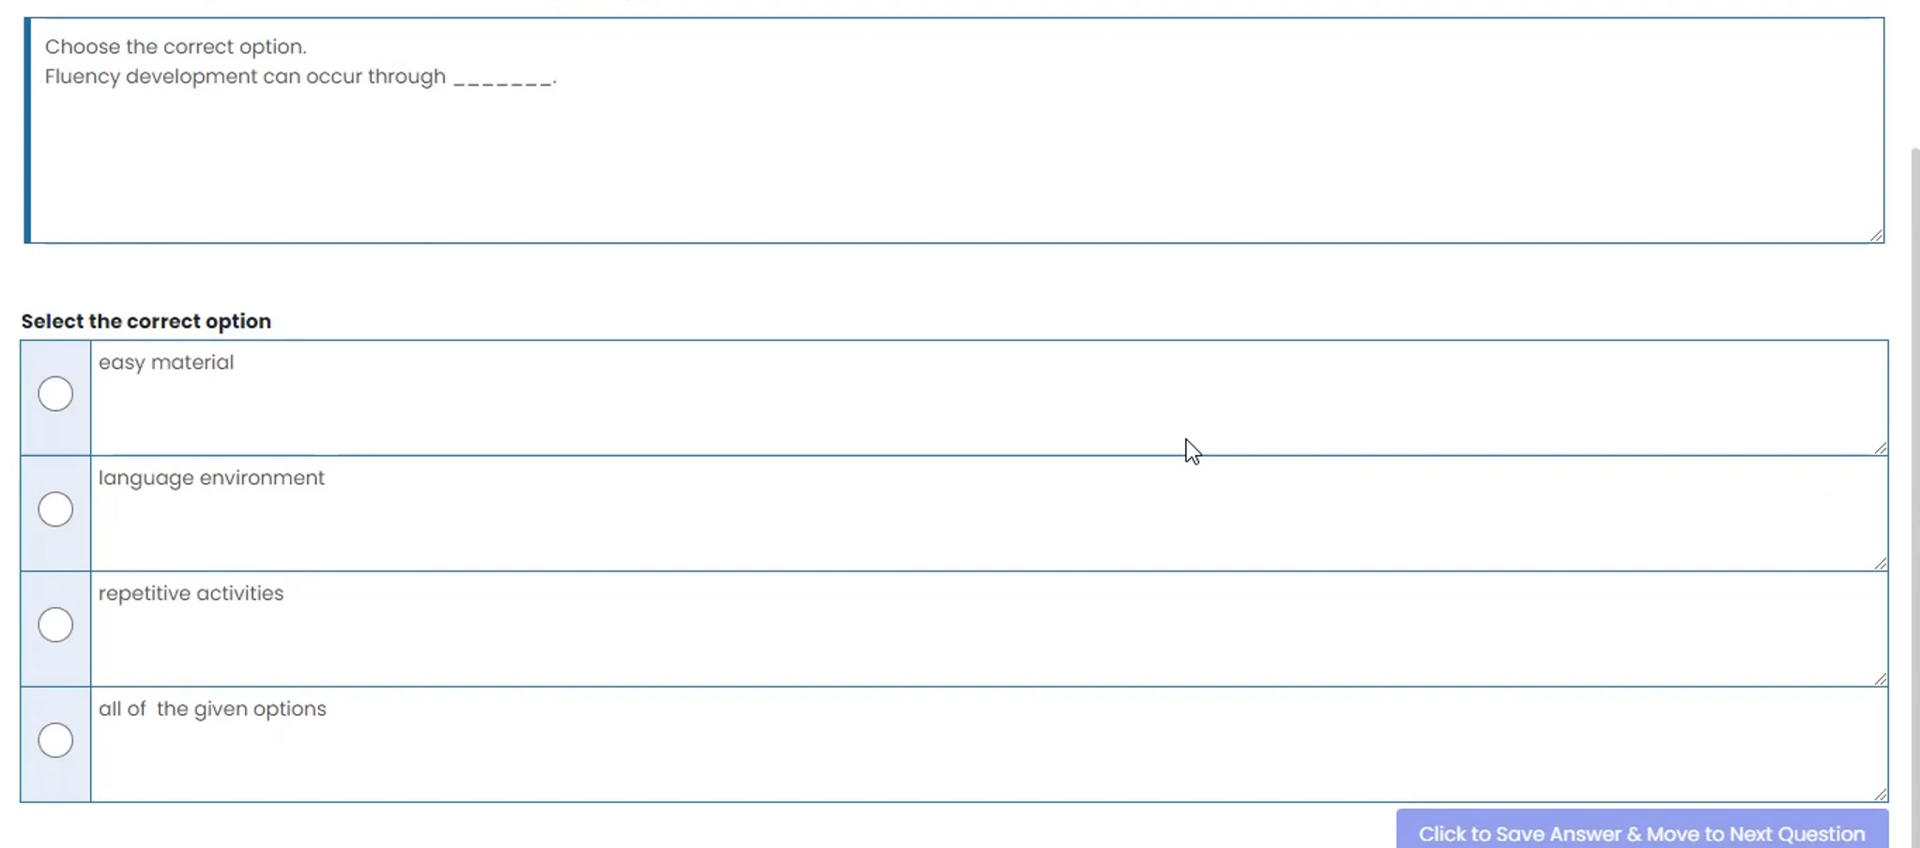 Choose the correct option.
Fluency development can occur through _______.
Select the correct option
easy material
language environment
repetitive activities
all of  the given options
Click to Save Answer & Move to Next Question